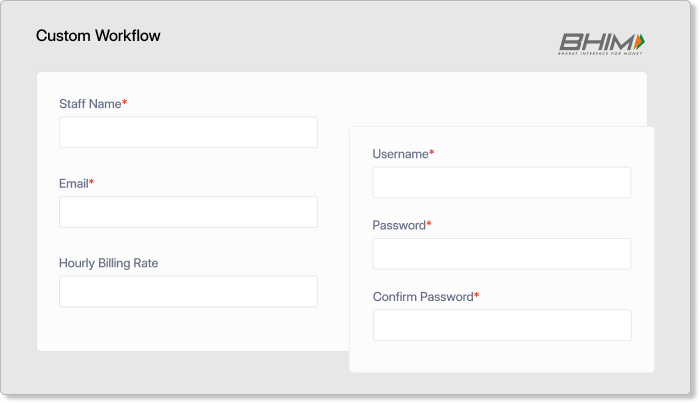 Custom Workflow
BHIM
BHARAT INTERFACE FOR MONEY
Staff Name*
Email*
Hourly Billing Rate
Username*
Password*
Confirm Password*